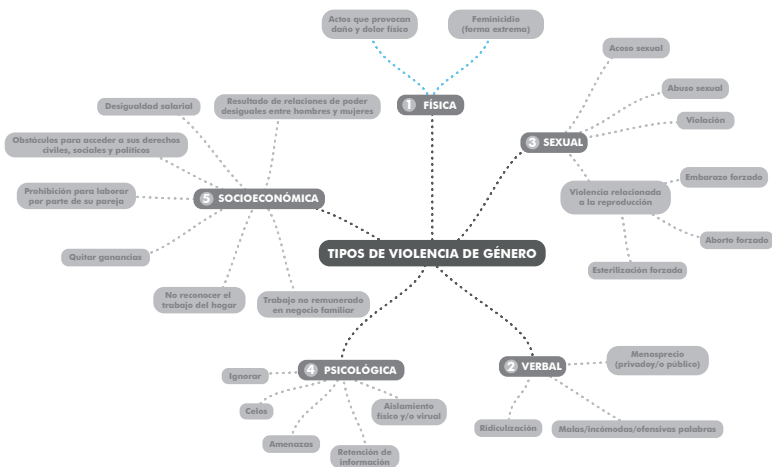 TIPOS DE VIOLENCIA DE GÉNERO
1 FÍSICA
Actos que provocan
daño y dolor físico
Feminicidio
(forma extrema)
2 VERBAL
Menosprecio
(privadoy/o público)
Malas/incómodas/ofensivas palabras
Ridiculización
3 SEXUAL
Acoso sexual
Abuso sexual
Violación
Violencia relacionada
a la reproducción
Embarazo forzado
Aborto forzado
Esterilización forzada
4 PSICOLÓGICA
Ignorar
Celos
Amenazas
Retención de
información
Aislamiento
físico y/o virual
5 SOCIOECONÓMICA
Resultado de relaciones de poder
desiguales entre hombres y mujeres
Desigualdad salarial
Obstáculos para acceder a sus derechos
civiles, sociales y políticos
Prohibición para laborar
por parte de su pareja
Quitar ganancias
No reconocer el
trabajo del hogar
Trabajo no remunerado
en negocio familiar